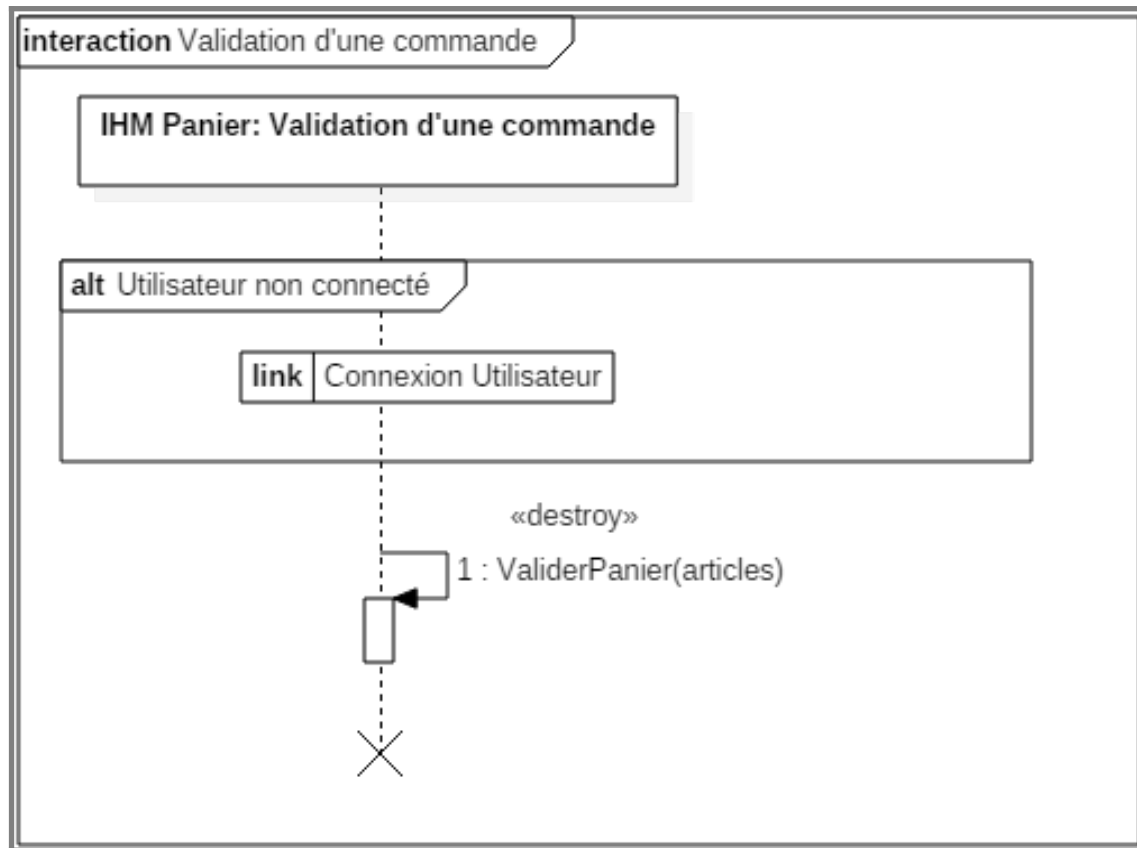 interaction Validation d'une commande
IHM Panier: Validation d'une commande
alt Utilisateur non connecté
link Connexion Utilisateur
«destroy»
1 : ValiderPanier(articles)